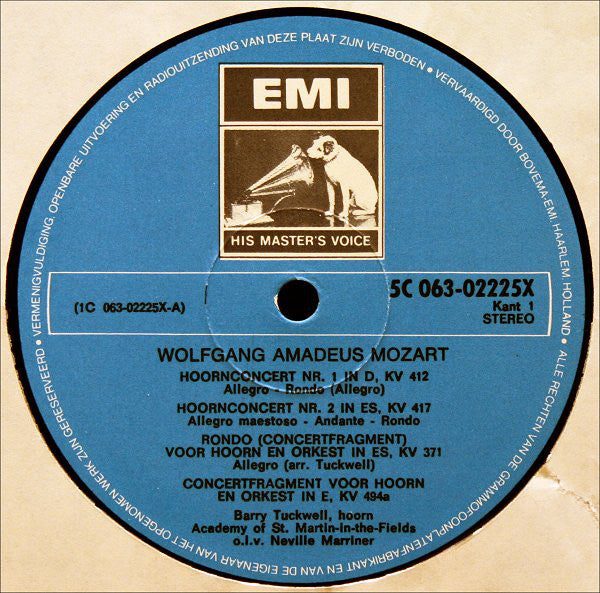 EMI
HIS MASTER'S VOICE
5C 063-02225X
(1C 063-02225X-A)
Kant 1
STEREO
WOLFGANG AMADEUS MOZART
HOORNCONCERT NR. 1 IN D, KV 412
Allegro - Rondo (Allegro)
HOORNCONCERT NR. 2 IN ES, KV 417
Allegro maestoso - Andante - Rondo
RONDO (CONCERTFRAGMENT)
VOOR HOORN EN ORKEST IN ES, KV 371
Allegro (arr. Tuckwell)
CONCERTFRAGMENT VOOR HOORN
EN ORKEST IN E, KV 494a
Barry Tuckwell, hoorn
Academy of St. Martin-in-the-Fields
o.l.v. Neville Marriner
• VERMENIGVULDIGING, OPENBARE UITVOERING EN RADIOUITZENDING VAN DEZE PLAAT ZIJN VERBODEN • VERVAARDIGD DOOR BOVEMA-EMI, HAARLEM, HOLLAND • ALLE RECHTEN VAN DE GRAMMOFOONPLATENFABRIKANT EN VAN DE EIGENAAR VAN HET OPGENOMEN WERK ZIJN GERESERVEERD